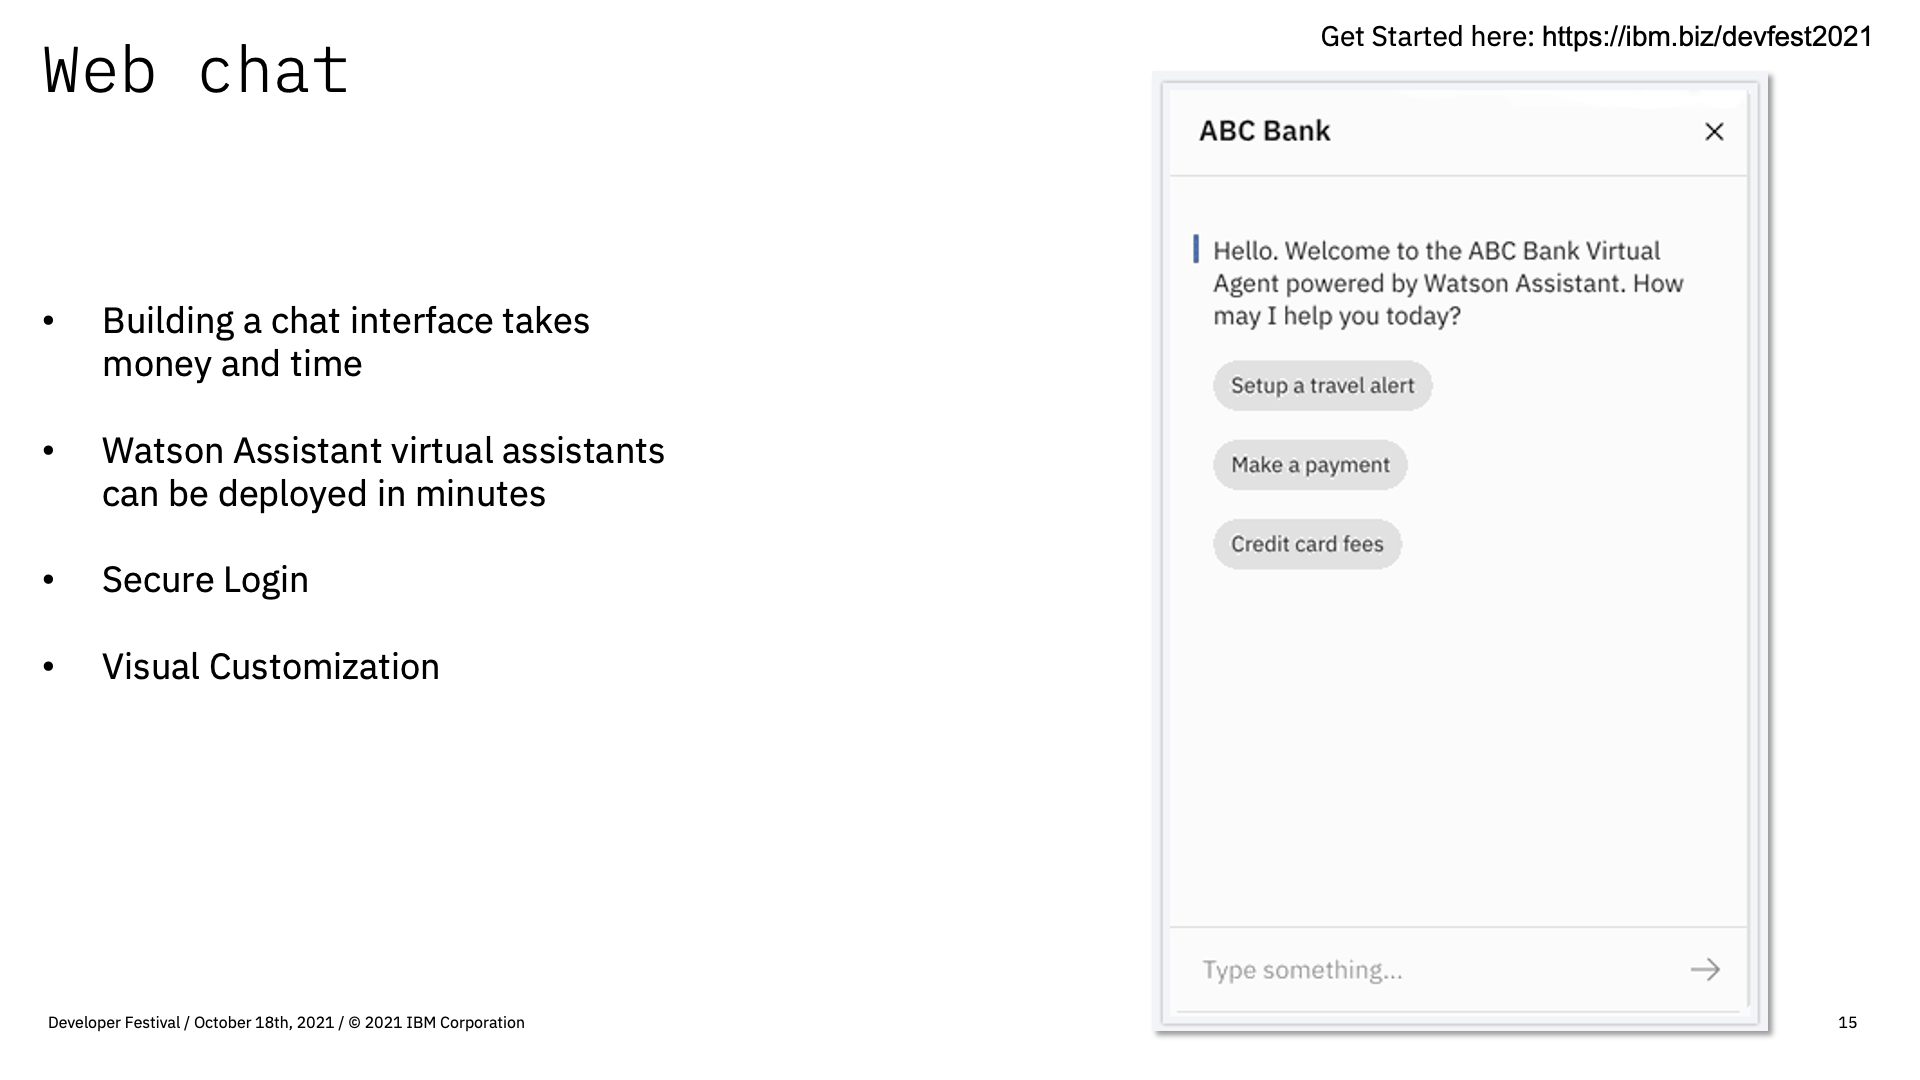 Get Started here: https://ibm.biz/devfest2021
Web chat
• Building a chat interface takes
money and time
• Watson Assistant virtual assistants
can be deployed in minutes
• Secure Login
• Visual Customization
ABC Bank
Hello. Welcome to the ABC Bank Virtual
Agent powered by Watson Assistant. How
may I help you today?
Setup a travel alert
Make a payment
Credit card fees
Type something...
Developer Festival / October 18th, 2021 / © 2021 IBM Corporation
15